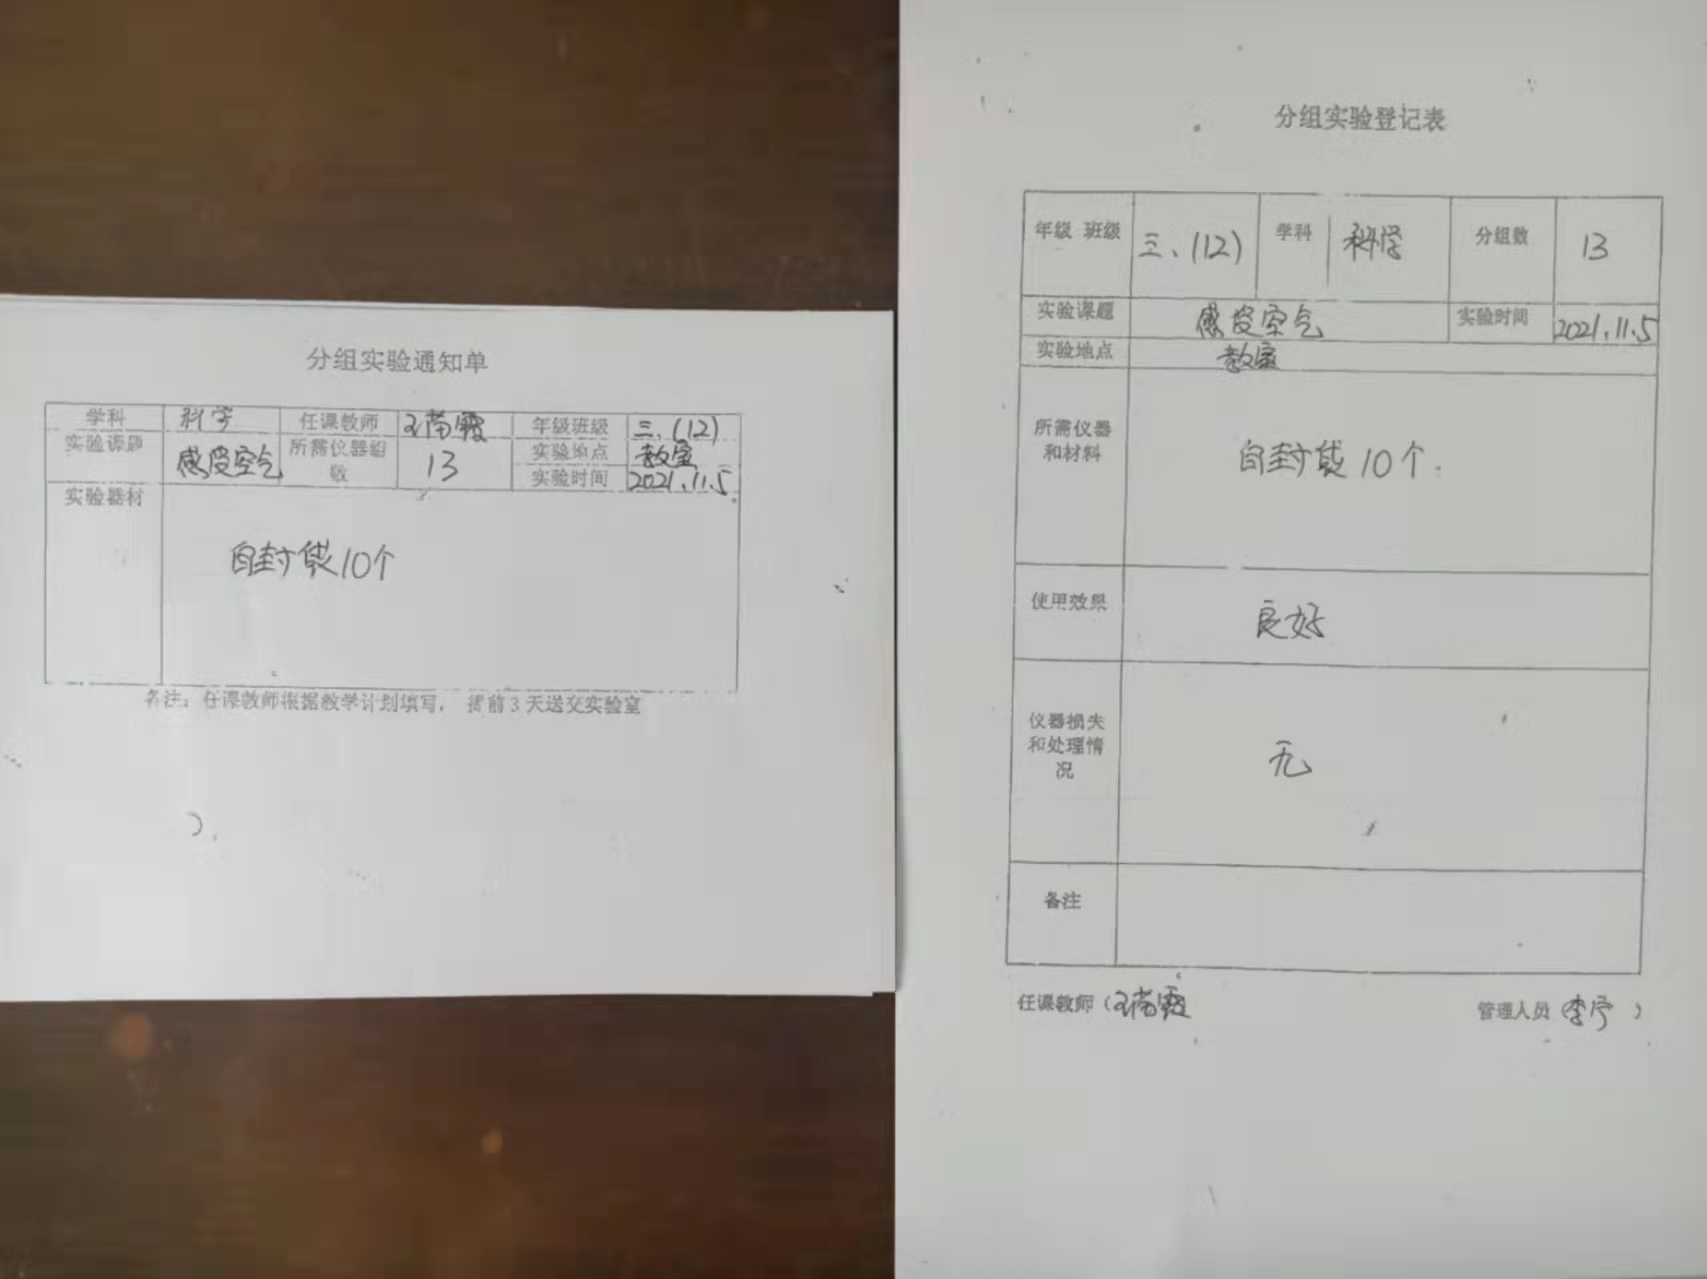 分组实验通知单
学科 科学 任课教师 年级班级 三、(12)
实验课题 感受空气 所需仪器组数 13 实验地点 教室
实验时间 2021.11.5
实验器材 自封袋10个
备注：任课教师根据教学计划填写， 提前3天送交实验室
分组实验登记表
年级 班级 三、(12) 学科 科学 分组数 13
实验课题 感受空气 实验时间 2021.11.5
实验地点 教室
所需仪器
和材料
自封袋10个.
使用效果 良好
仪器损失
和处理情
况
无
备注
任课教师（ 管理人员（李宁 ）